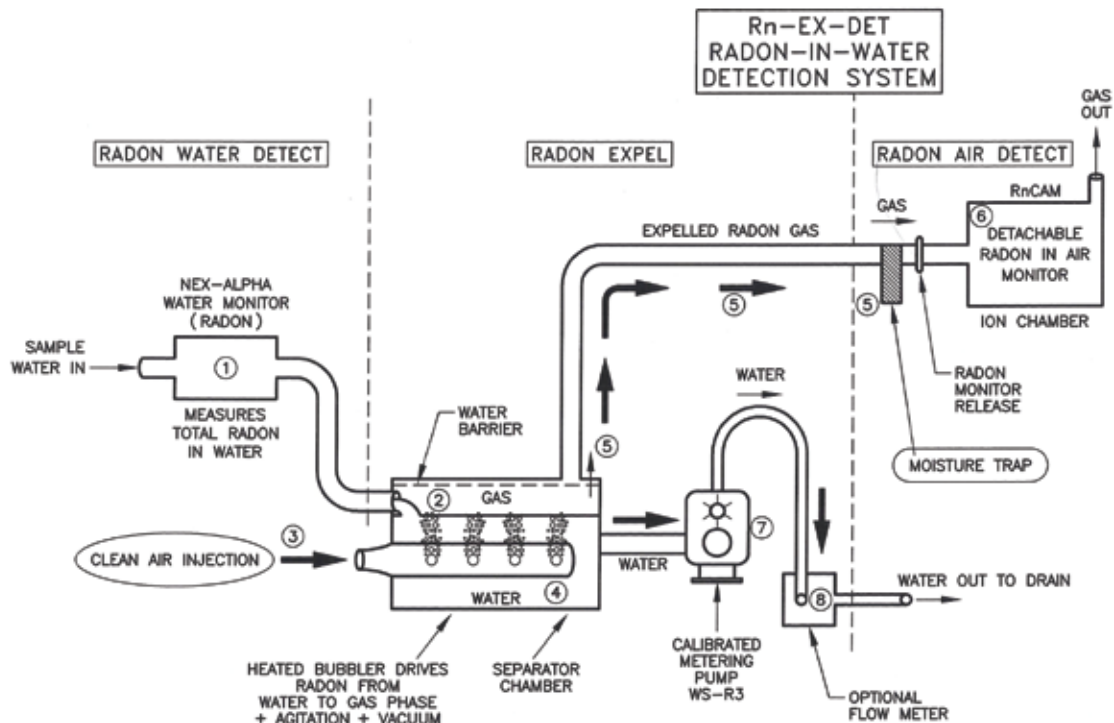 Rn-EX-DET
RADON-IN-WATER
DETECTION SYSTEM
GAS
OUT
RADON WATER DETECT
RADON EXPEL
RADON AIR DETECT
RnCAM
GAS
6
EXPELLED RADON GAS
DETACHABLE
RADON IN AIR
MONITOR
NEX-ALPHA
WATER MONITOR
(RADON)
5
5
ION CHAMBER
SAMPLE
WATER IN
1
WATER
RADON
MONITOR
RELEASE
MEASURES
TOTAL RADON
IN WATER
WATER
BARRIER
5
MOISTURE TRAP
2
GAS
3
7
CLEAN AIR INJECTION
WATER
WATER
4
8
WATER OUT TO DRAIN
HEATED BUBBLER DRIVES
RADON FROM
WATER TO GAS PHASE
+ AGITATION + VACUUM
SEPARATOR
CHAMBER
CALIBRATED
METERING
PUMP
WS-R3
OPTIONAL
FLOW METER